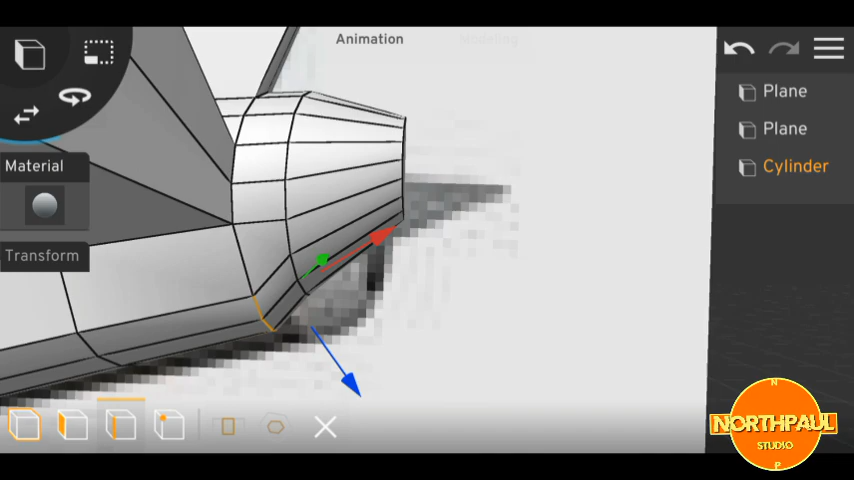 Animation
Modeling
Plane
Plane
Cylinder
Material
Transform
N
NORTHPAUL
STUDIO
P